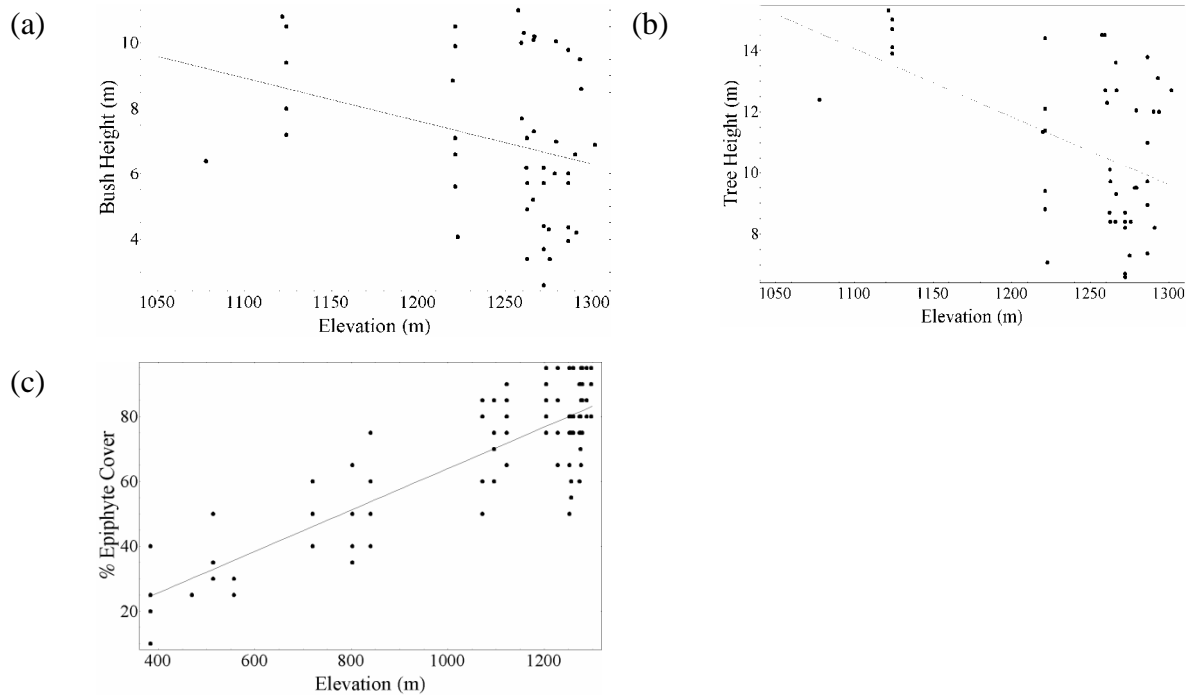 (a)
Bush Height (m)
10
8
6
4
1050 1100 1150 1200 1250 1300
Elevation (m)
(b)
Tree Height (m)
14
12
10
8
1050 1100 1150 1200 1250 1300
Elevation (m)
(c)
% Epiphyte Cover
80
60
40
20
400 600 800 1000 1200
Elevation (m)